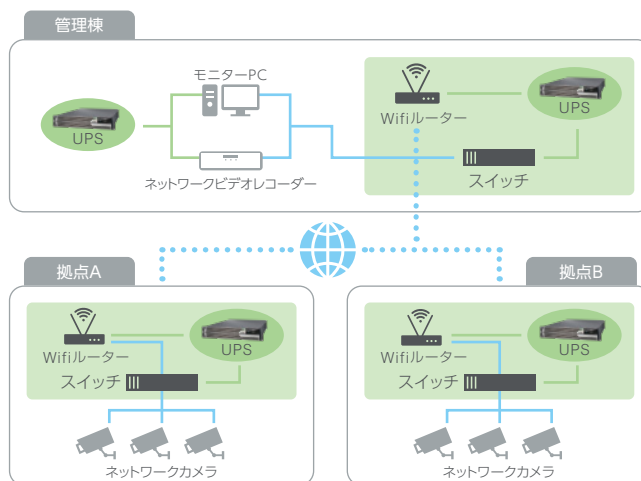 管理棟
モニターPC
UPS
ネットワークビデオレコーダー
Wifiルーター
UPS
スイッチ
拠点A
Wifiルーター
UPS
スイッチ
ネットワークカメラ
拠点B
Wifiルーター
UPS
スイッチ
ネットワークカメラ